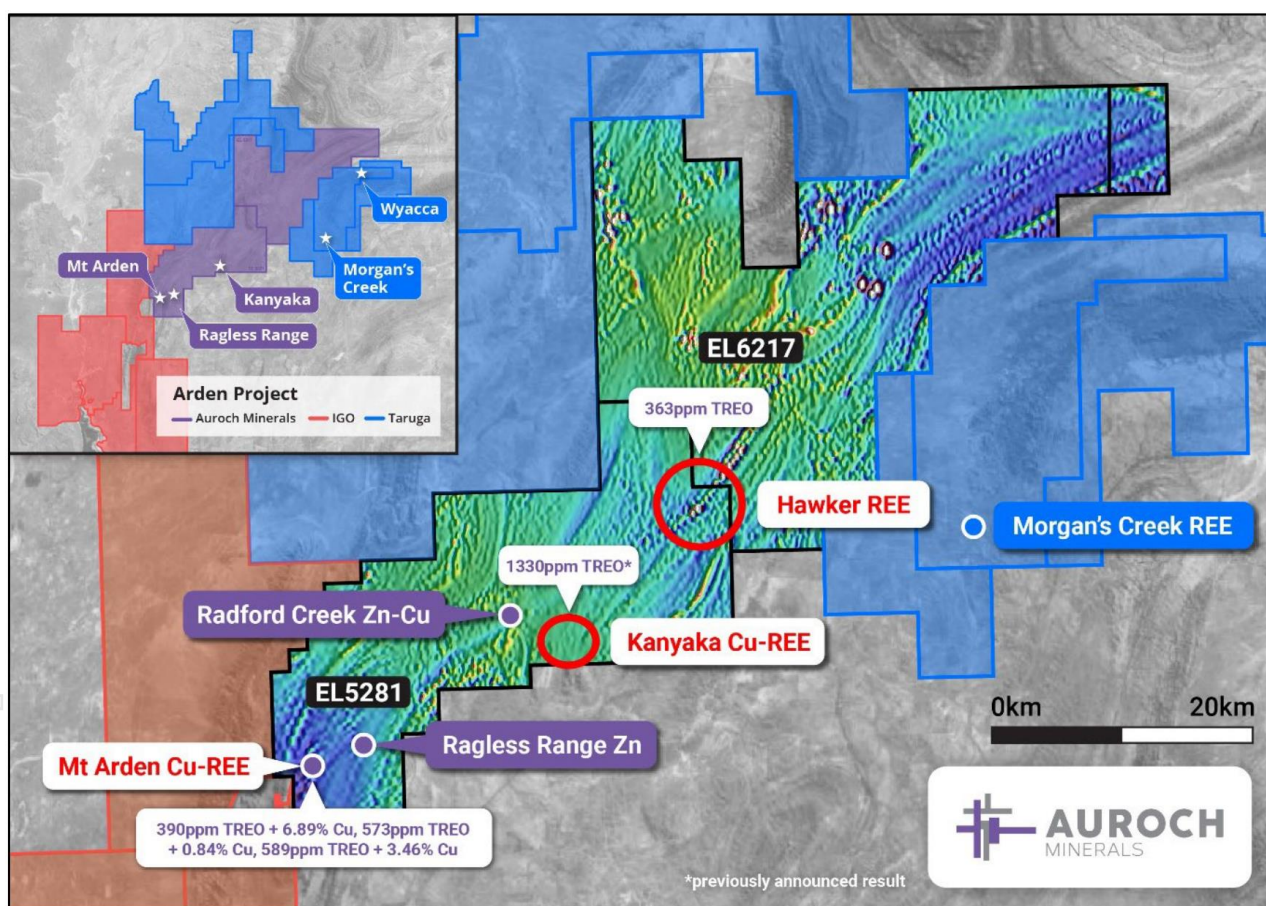 Wyacca
Mt Arden
Morgan's
Creek
Kanyaka
Ragless Range
Arden Project
Auroch Minerals
IGO
Taruga
EL6217
363ppm TREO
Hawker REE
Morgan's Creek REE
1330ppm TREO*
Radford Creek Zn-Cu
Kanyaka Cu-REE
EL5281
0km
20km
Ragless Range Zn
Mt Arden Cu-REE
390ppm TREO + 6.89% Cu, 573ppm TREO
+ 0.84% Cu, 589ppm TREO + 3.46% Cu
AUROCH
MINERALS
*previously announced result